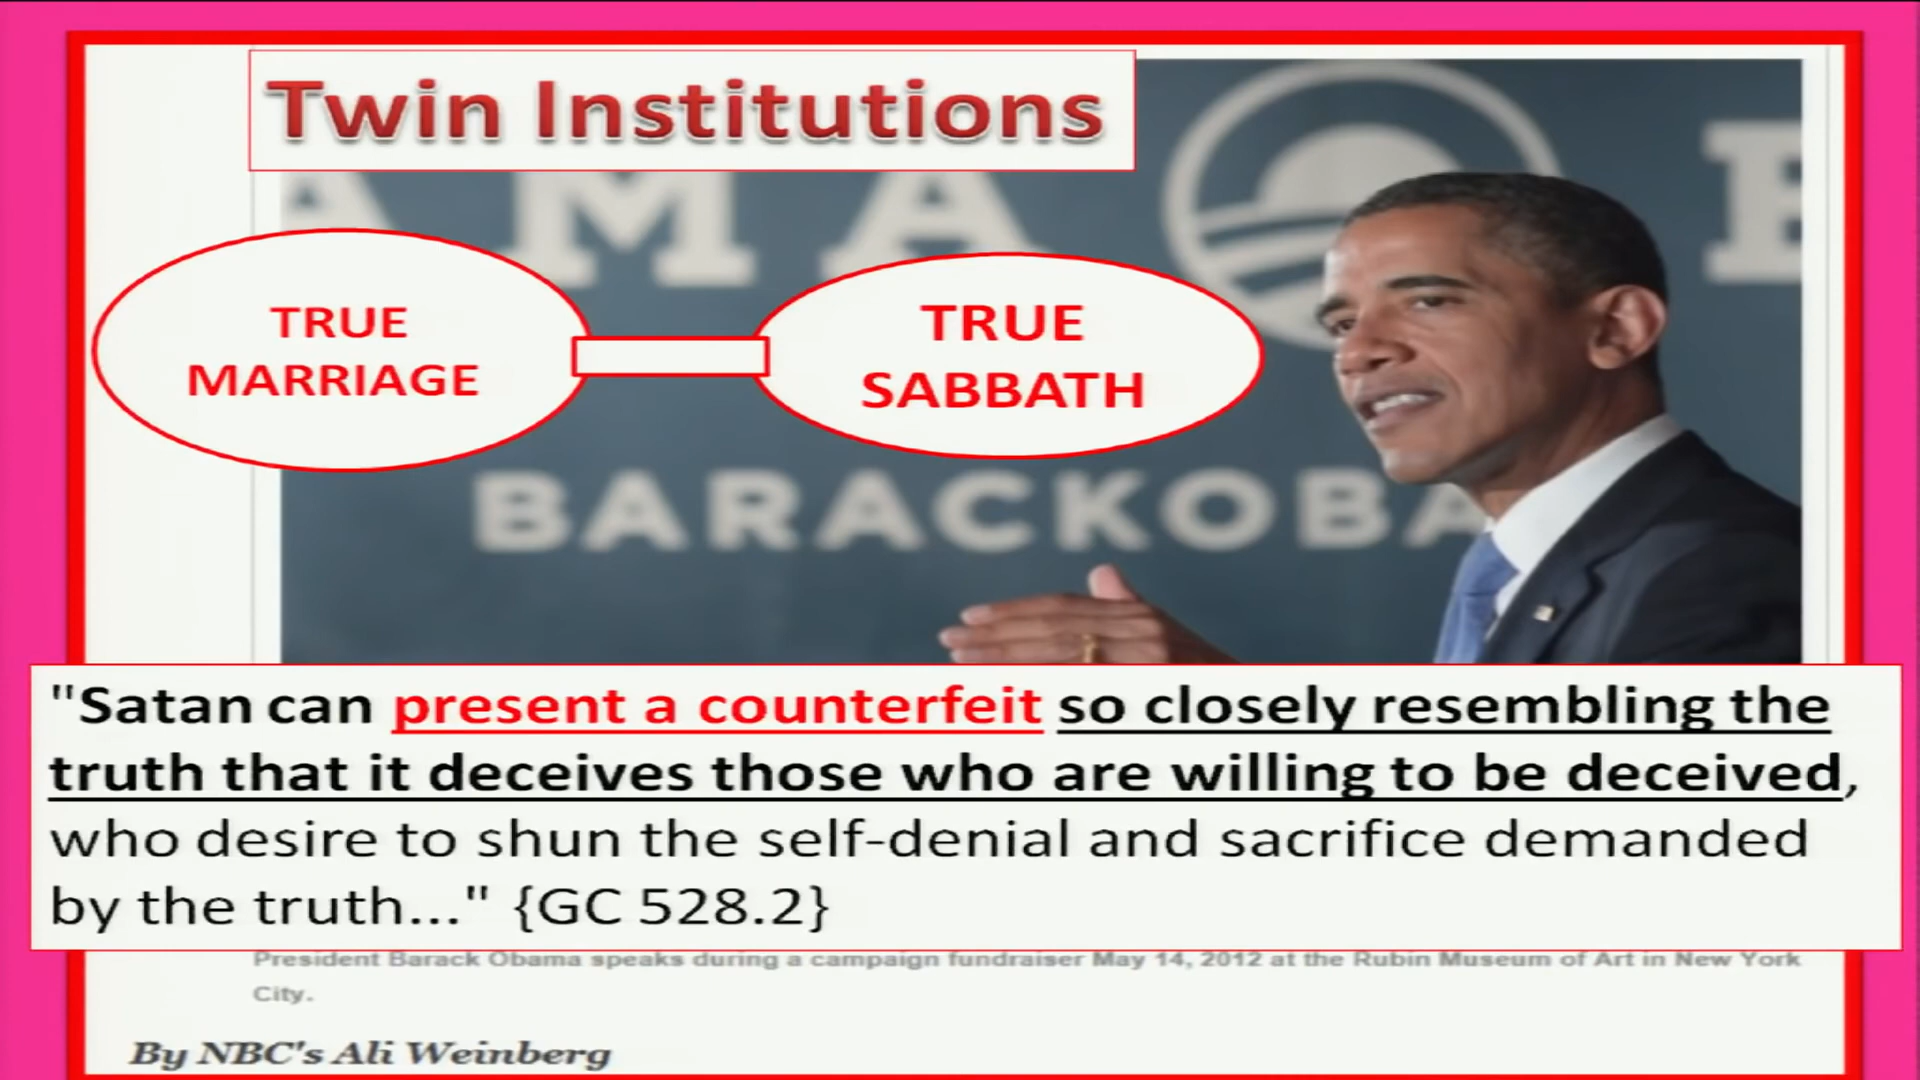 Twin Institutions
AMA
TRUE
MARRIAGE
TRUE
SABBATH
BARACKOBA
"Satan can present a counterfeit so closely resembling the
truth that it deceives those who are willing to be deceived,
who desire to shun the self-denial and sacrifice demanded
by the truth..." {GC 528.2}
President Barack Obama speaks during a campaign fundraiser May 14, 2012 at the Rubin Museum of Art in New York
City.
By NBC's Ali Weinberg